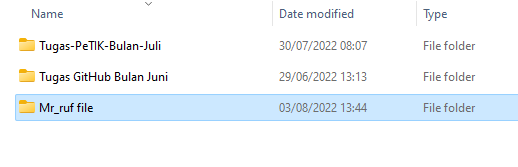 Name Date modified Type
Tugas-PeTIK-Bulan-Juli 30/07/2022 08:07 File folder
Tugas GitHub Bulan Juni 29/06/2022 13:13 File folder
Mr_ruf file 03/08/2022 13:44 File folder